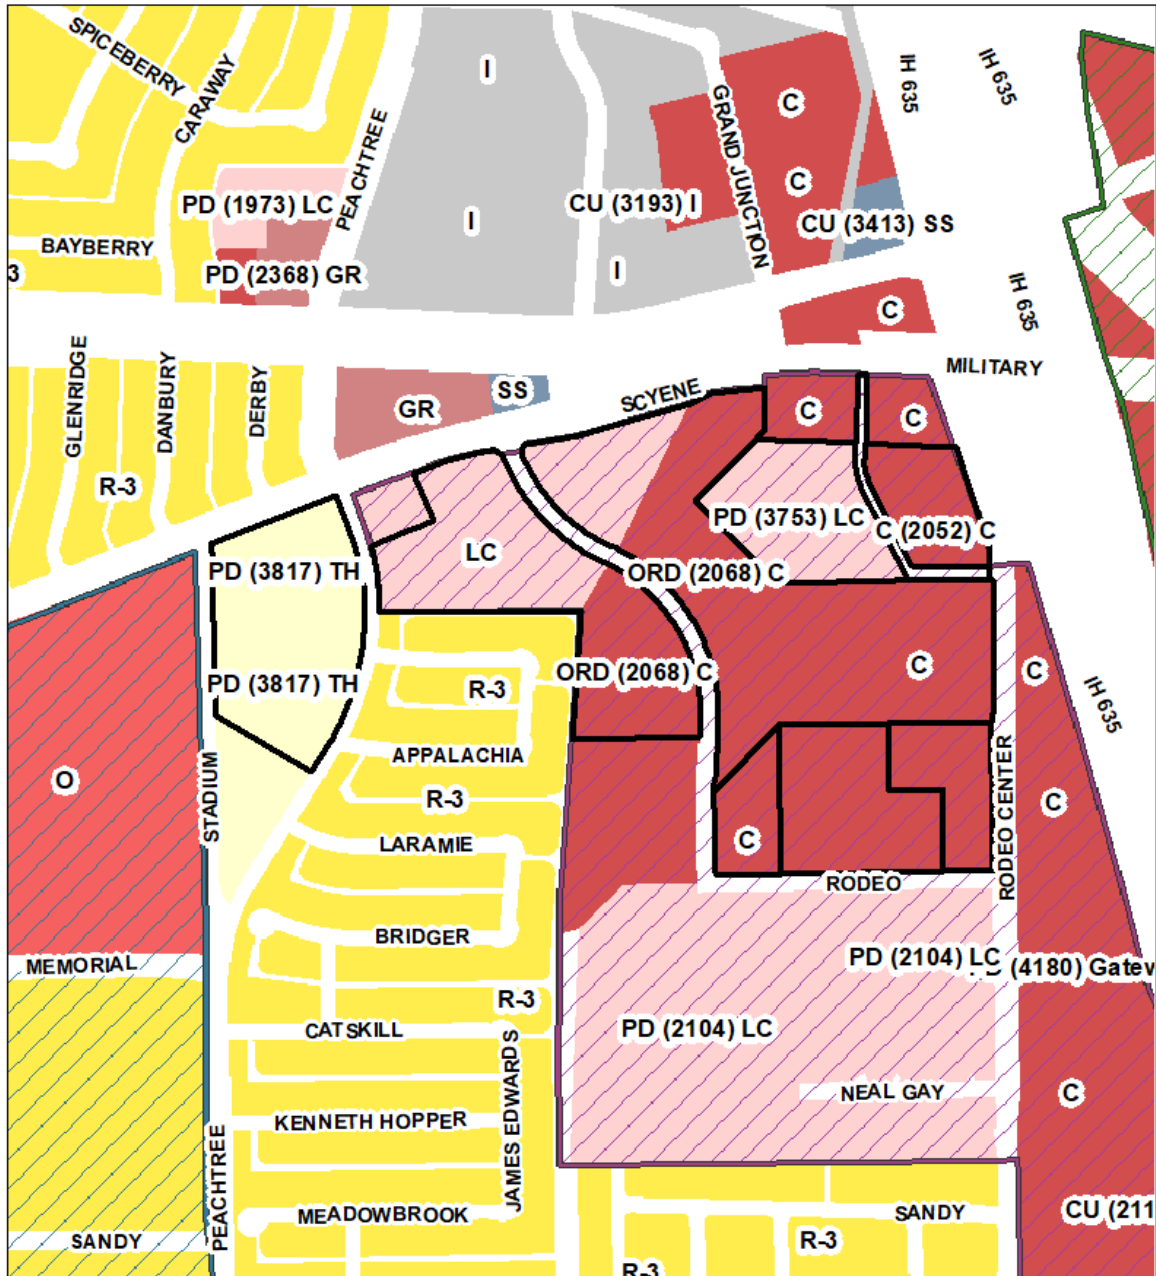 SPICEBERRY
CARAWAY
PEACHTREE
I
GRAND JUNCTION
C
IH 635
IH 635
PD (1973) LC
I
CU (3193) I
C
CU (3413) SS
BAYBERRY
3
PD (2368) GR
I
C
IH 635
GLENRIDGE
DANBURY
DERBY
GR
SS
SCYENE
MILITARY
C
C
R-3
PD (3753) LC
C (2052) C
LC
PD (3817) TH
ORD (2068) C
PD (3817) TH
R-3
ORD (2068) C
C
C
IH 635
APPALACHIA
O
STADIUM
R-3
LARAMIE
C
RODEO CENTER
C
RODEO
BRIDGER
MEMORIAL
PD (2104) LC
(4180) Gatew
R-3
CATSKILL
PD (2104) LC
JAMES EDWARDS
NEAL GAY
C
KENNETH HOPPER
PEACHTREE
MEADOWBROOK
SANDY
SANDY
CU (211
R-3
R-3